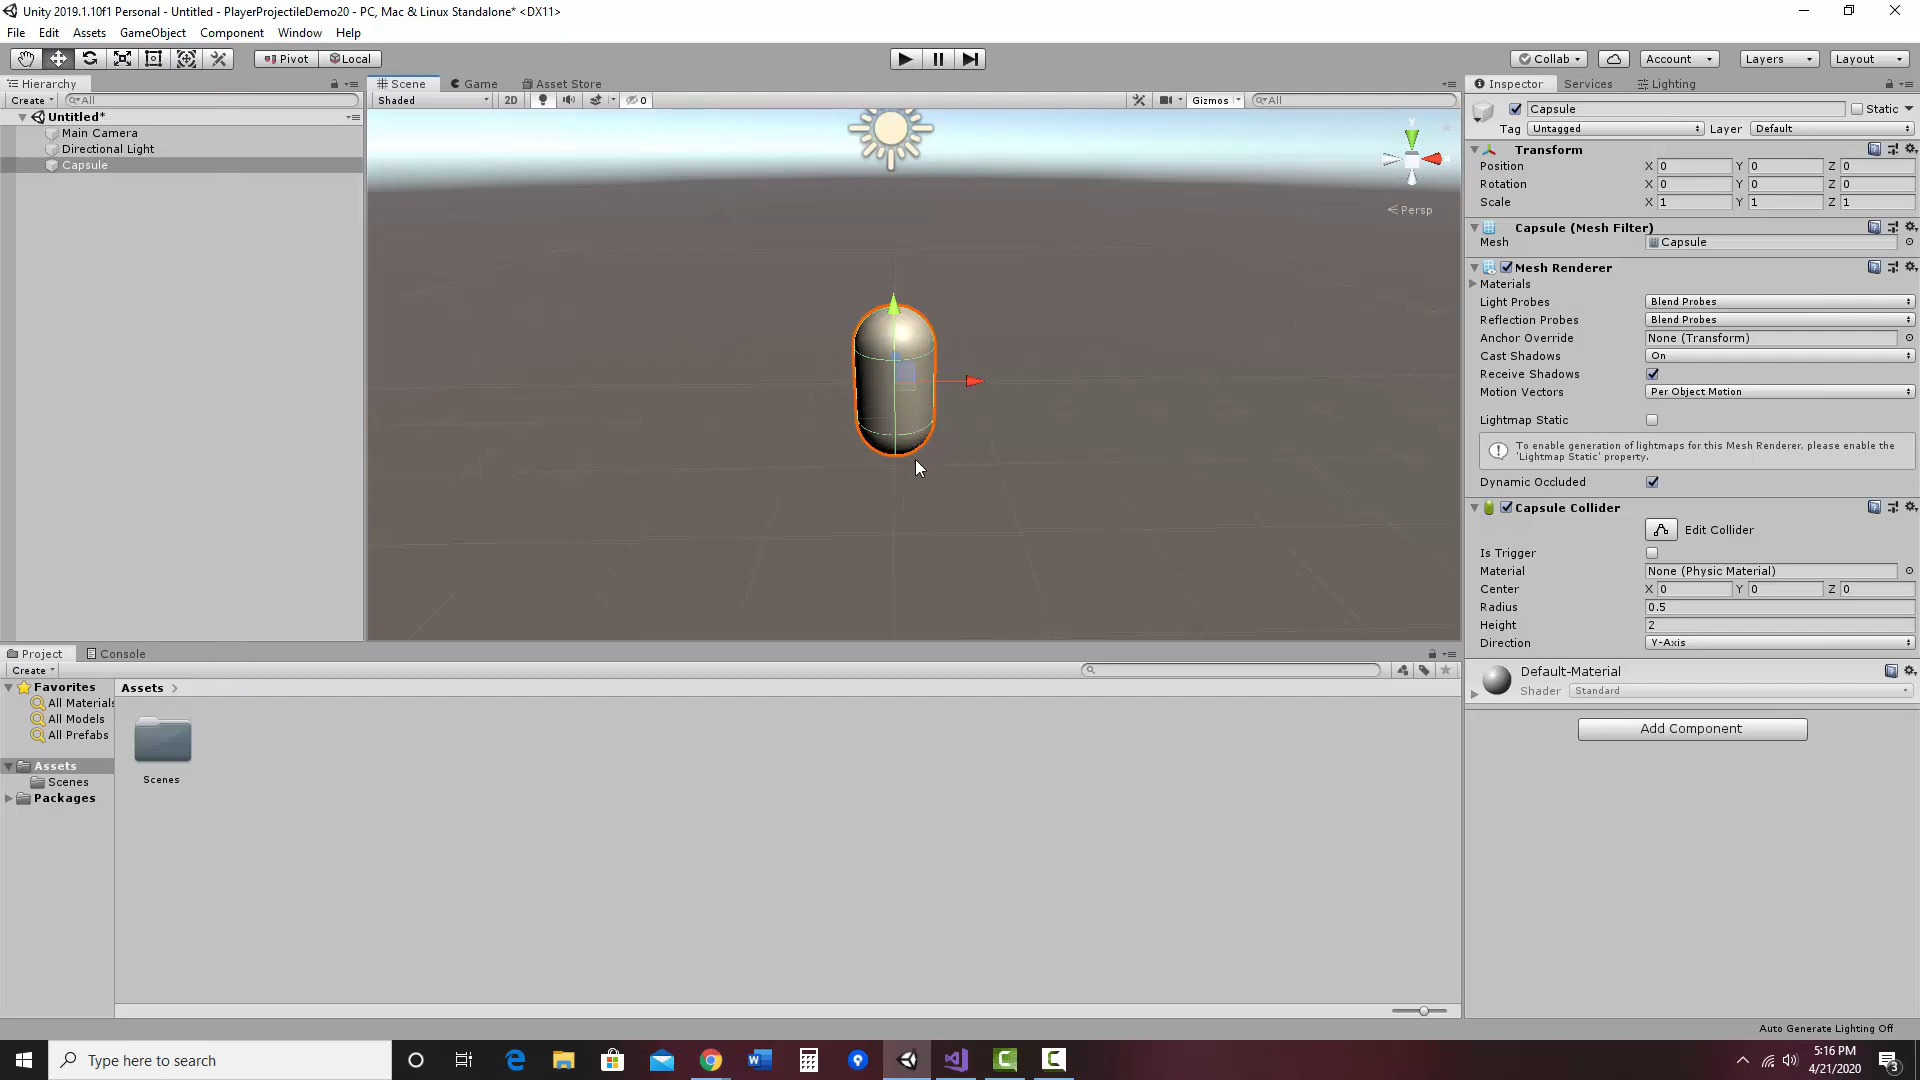 Unity 2019.1.10f1 Personal - Untitled - PlayerProjectileDemo20 - PC, Mac & Linux Standalone* <DX11>
File Edit Assets GameObject Component Window Help
Pivot Local Collab Account Layers Layout
Hierarchy
Create All
Untitled*
Main Camera
Directional Light
Capsule
Scene Game Asset Store
Shaded 2D 0 Gizmos All
y
Persp
Inspector Services Lighting
Capsule Static
Tag Untagged Layer Default
Transform
Position X 0 Y 0 Z 0
Rotation X 0 Y 0 Z 0
Scale X 1 Y 1 Z 1
Capsule (Mesh Filter)
Mesh Capsule
Mesh Renderer
Materials
Light Probes Blend Probes
Reflection Probes Blend Probes
Anchor Override None (Transform)
Cast Shadows On
Receive Shadows
Motion Vectors Per Object Motion
Lightmap Static
To enable generation of lightmaps for this Mesh Renderer, please enable the
'Lightmap Static' property.
Dynamic Occluded
Capsule Collider
Edit Collider
Is Trigger
Material None (Physic Material)
Center X 0 Y 0 Z 0
Radius 0.5
Height 2
Direction Y-Axis
Default-Material
Shader Standard
Add Component
Project Console
Create
Favorites
All Materials
All Models
All Prefabs
Assets
Scenes
Packages
Assets
Scenes
Auto Generate Lighting Off
Type here to search
5:16 PM
4/21/2020
3